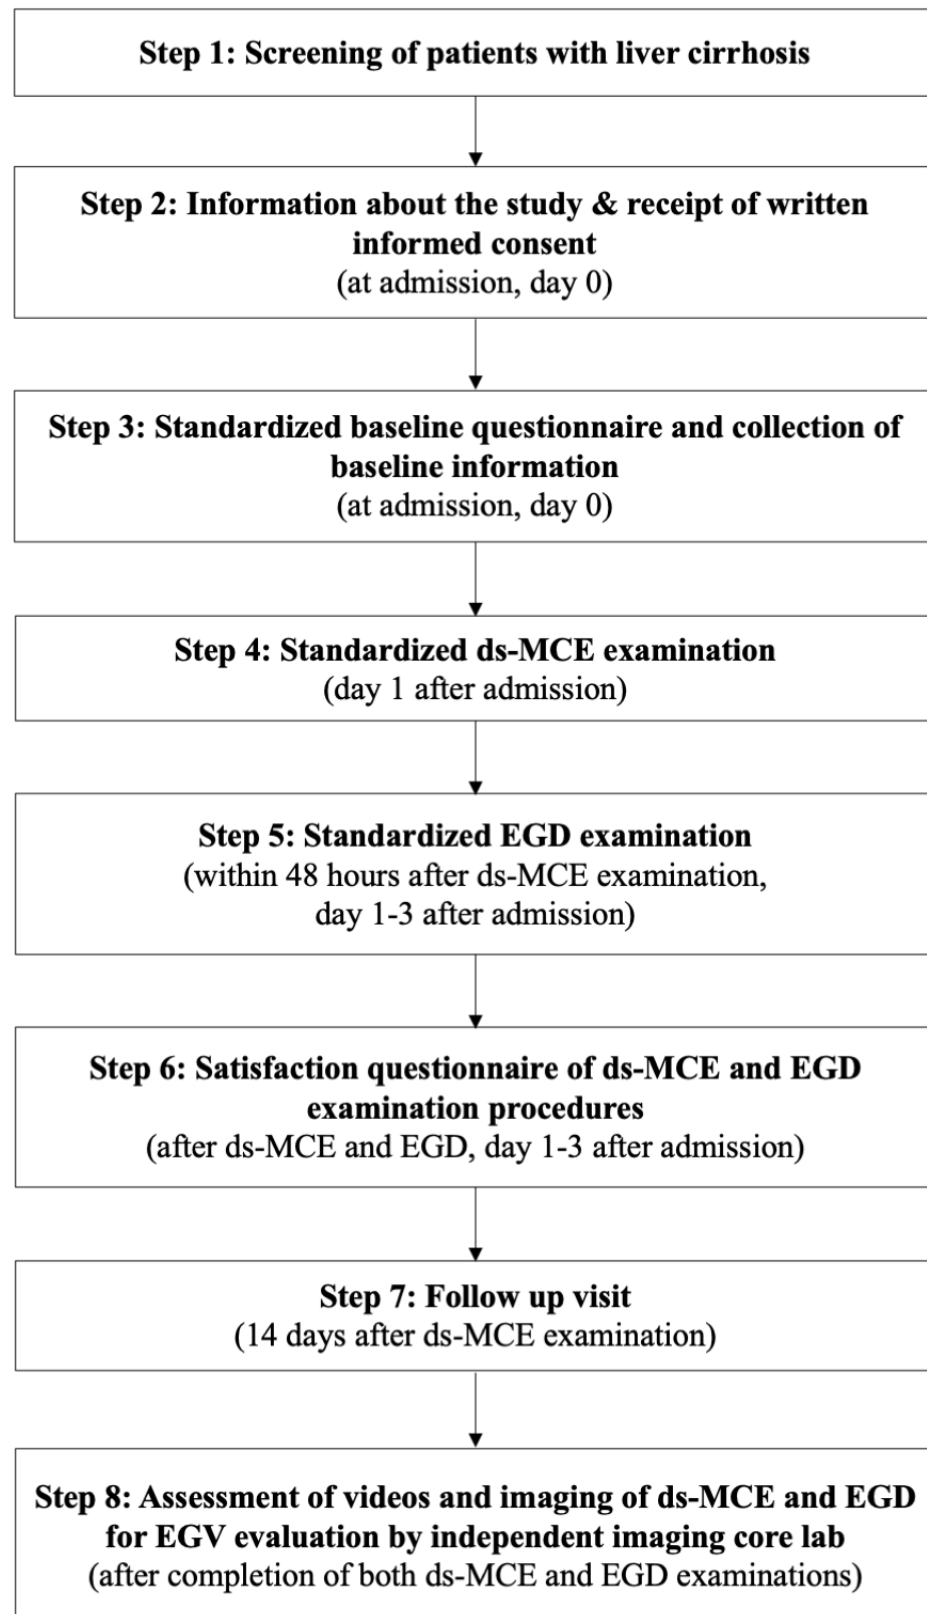 Step 1: Screening of patients with liver cirrhosis
Step 2: Information about the study & receipt of written
informed consent
(at admission, day 0)
Step 3: Standardized baseline questionnaire and collection of
baseline information
(at admission, day 0)
Step 4: Standardized ds-MCE examination
(day 1 after admission)
Step 5: Standardized EGD examination
(within 48 hours after ds-MCE examination,
day 1-3 after admission)
Step 6: Satisfaction questionnaire of ds-MCE and EGD
examination procedures
(after ds-MCE and EGD, day 1-3 after admission)
Step 7: Follow up visit
(14 days after ds-MCE examination)
Step 8: Assessment of videos and imaging of ds-MCE and EGD
for EGV evaluation by independent imaging core lab
(after completion of both ds-MCE and EGD examinations)